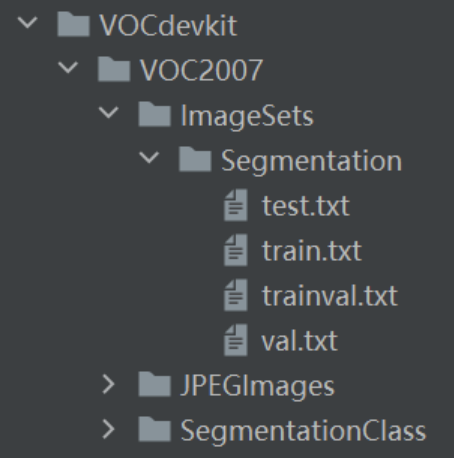 VOCdevkit
VOC2007
ImageSets
Segmentation
test.txt
train.txt
trainval.txt
val.txt
JPEGImages
SegmentationClass